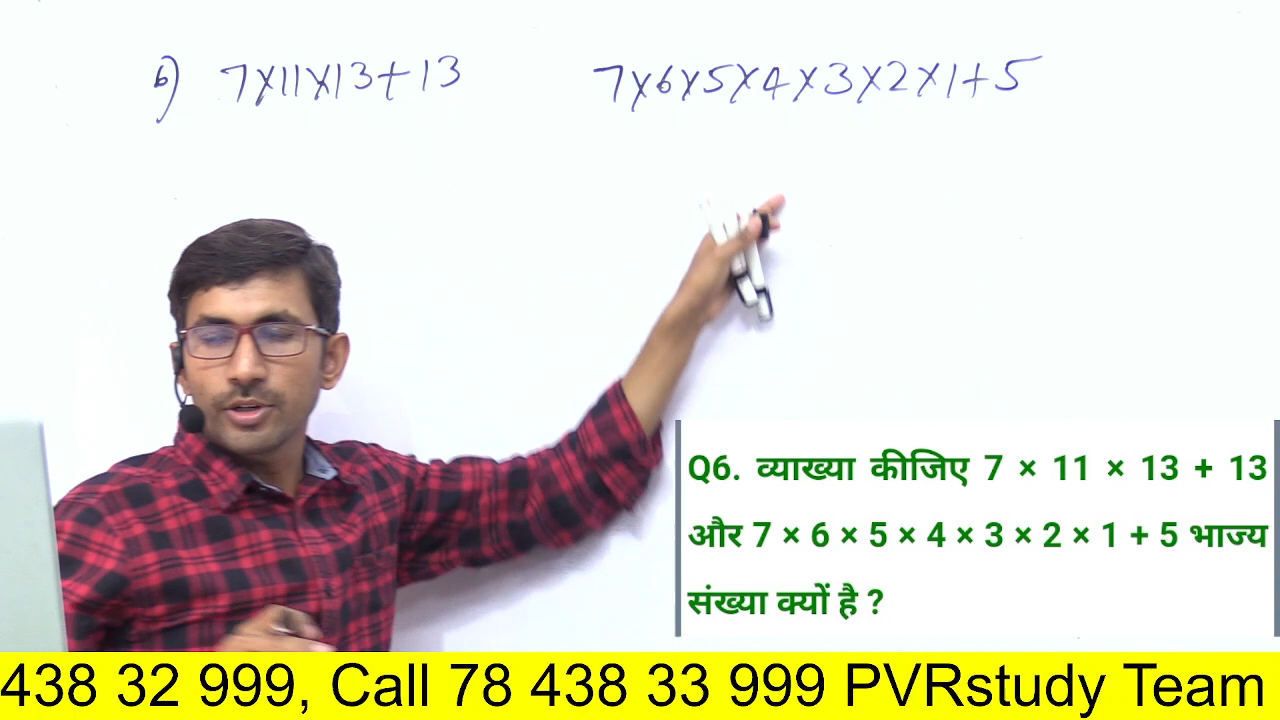 6) 7×11×13+13 7×6×5×4×3×2×1+5
Q6. व्याख्या कीजिए 7 × 11 × 13 + 13
और 7 × 6 × 5 × 4 × 3 × 2 × 1 + 5 भाज्य
संख्या क्यों है ?
438 32 999, Call 78 438 33 999 PVRstudy Team